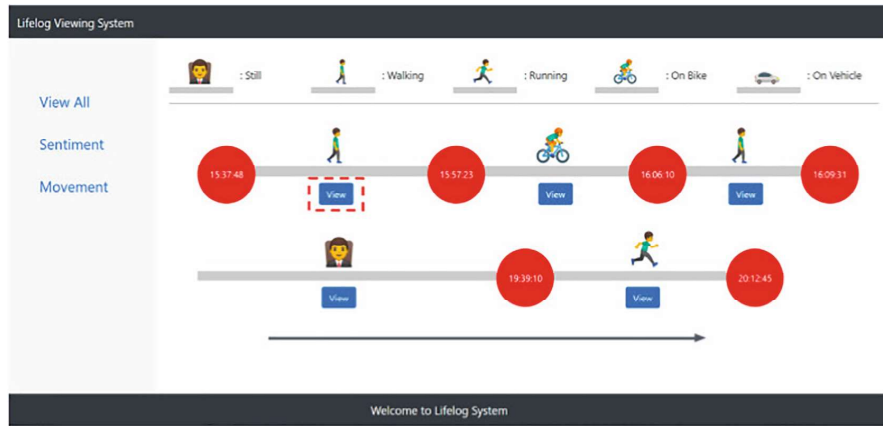 Lifelog Viewing System
View All
Sentiment
Movement
: Still : Walking : Running : On Bike : On Vehicle
15:37:48 15:57:23 16:06:10 16:09:31
View View View
19:39:10 20:12:45
View View
Welcome to Lifelog System